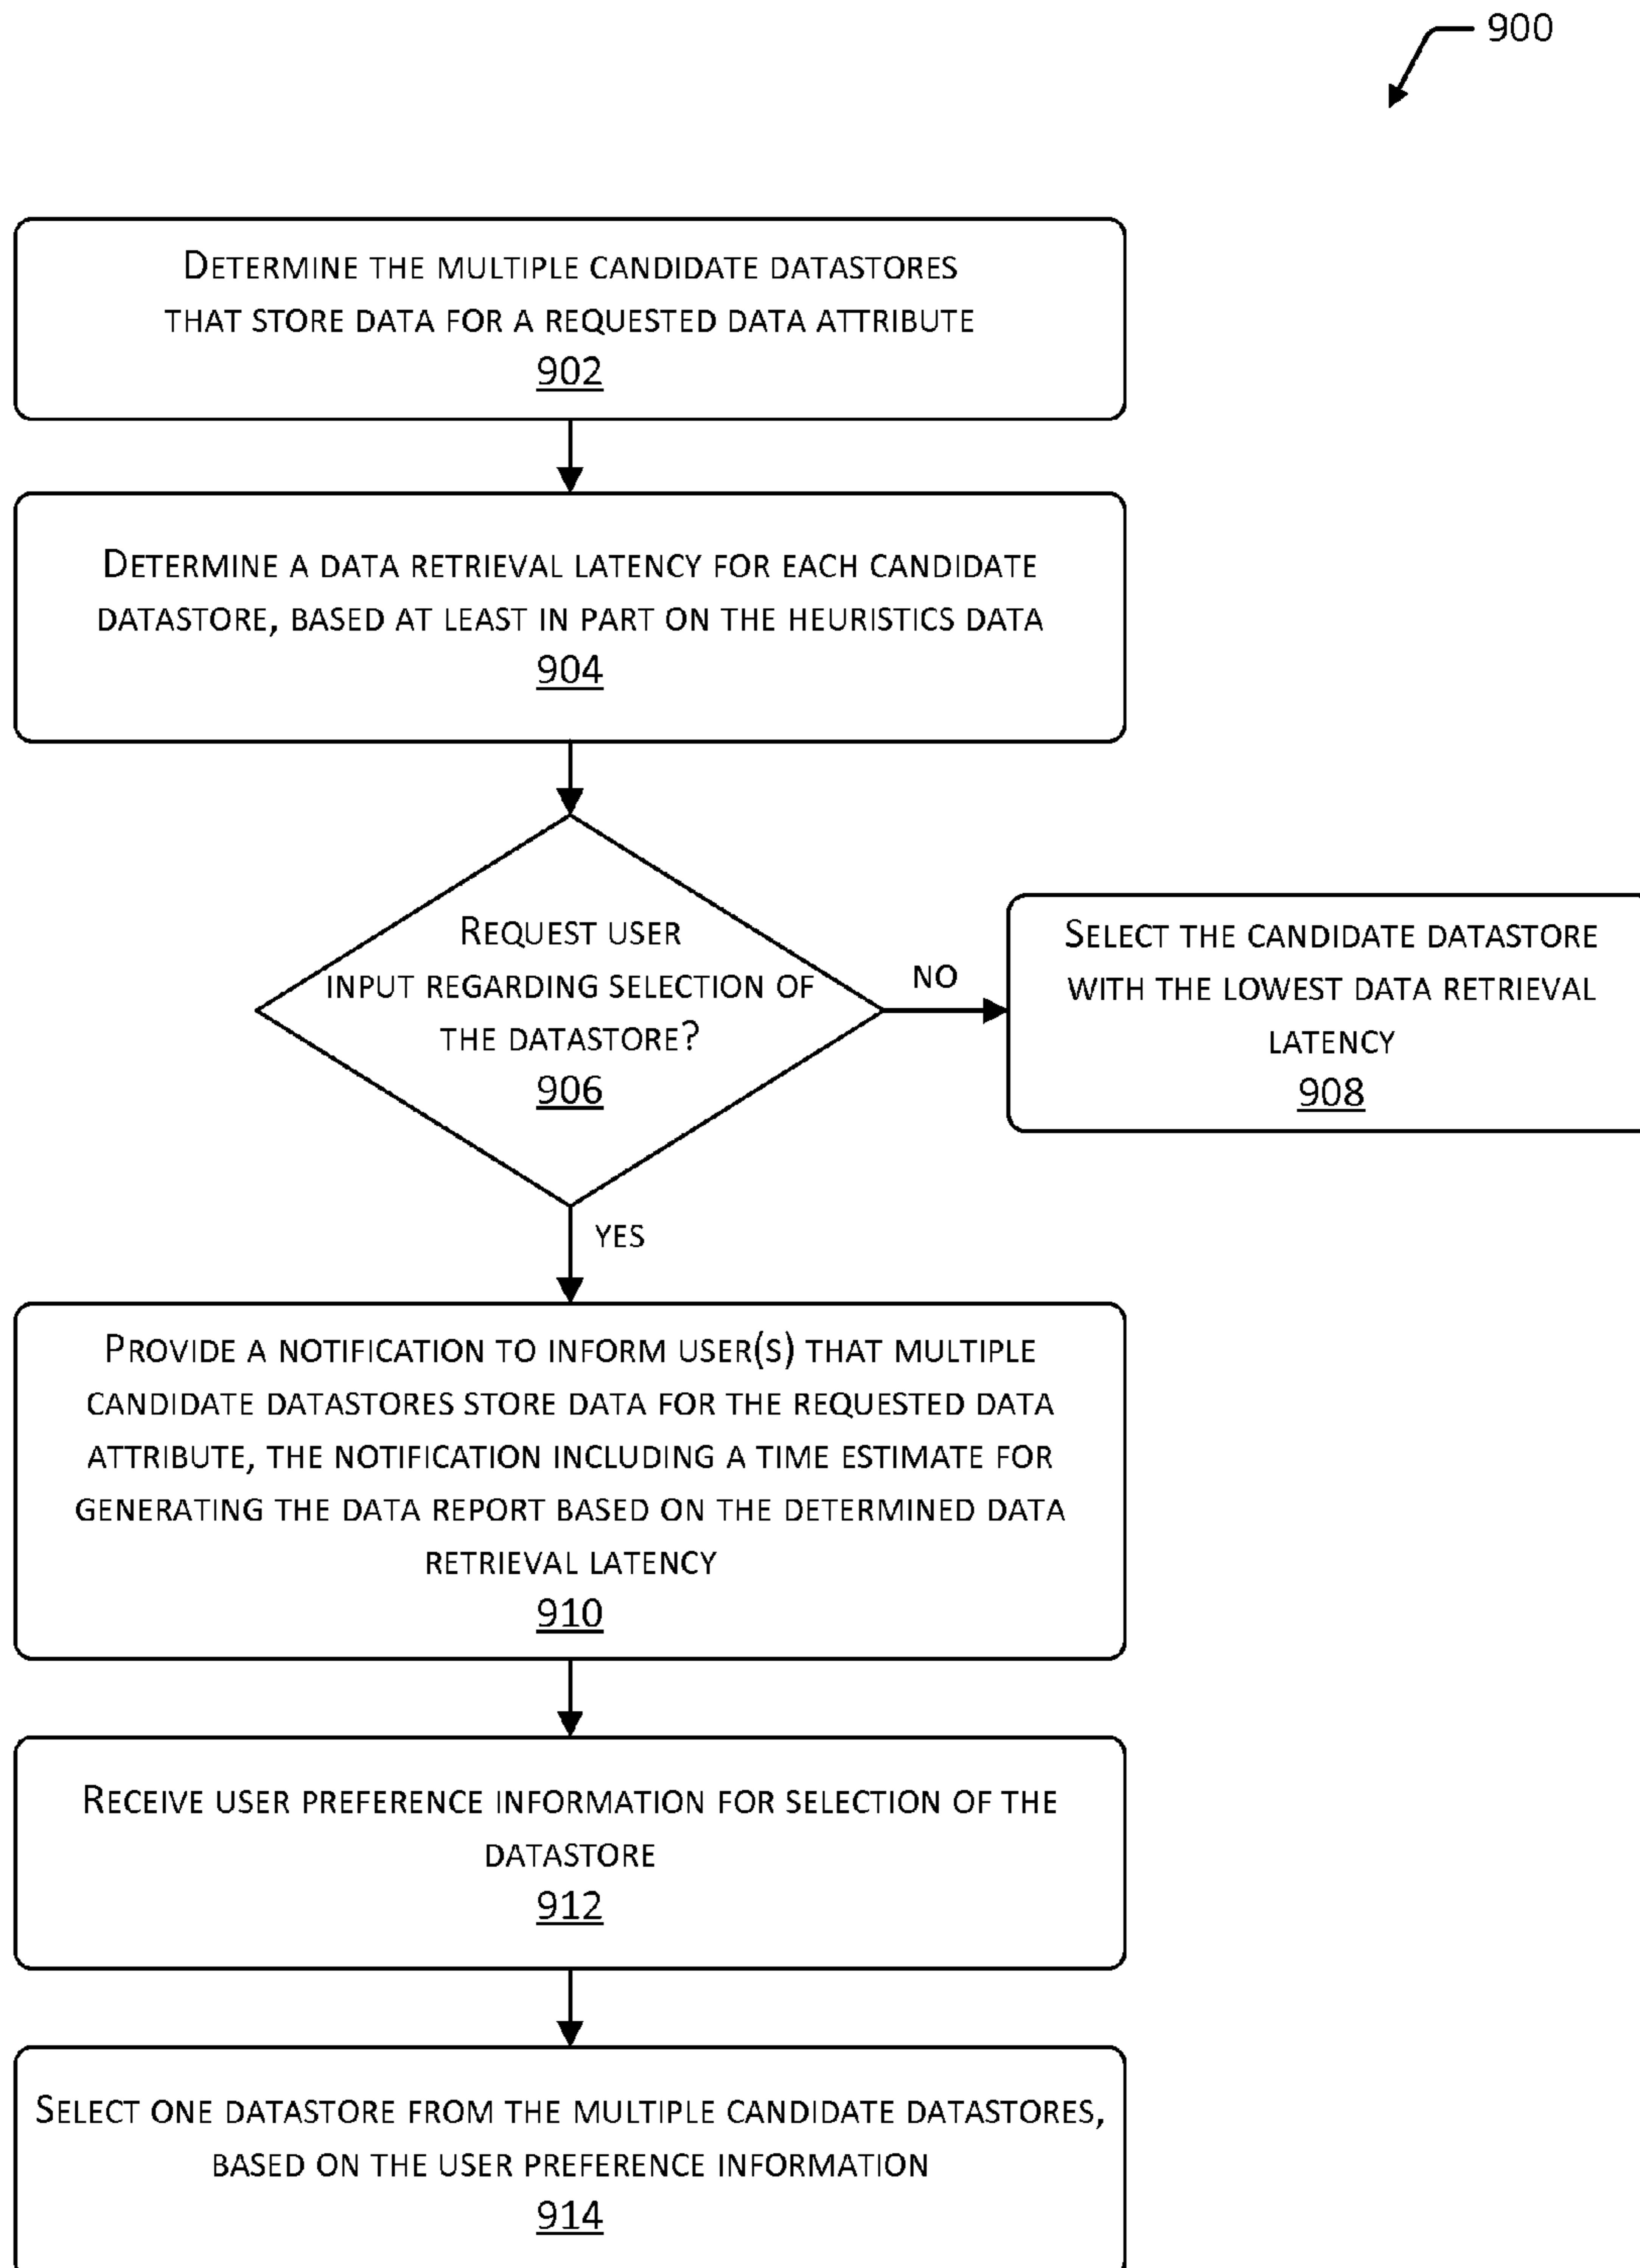 900
DETERMINE THE MULTIPLE CANDIDATE DATASTORES
THAT STORE DATA FOR A REQUESTED DATA ATTRIBUTE
902
DETERMINE A DATA RETRIEVAL LATENCY FOR EACH CANDIDATE
DATASTORE, BASED AT LEAST IN PART ON THE HEURISTICS DATA
904
REQUEST USER
INPUT REGARDING SELECTION OF
THE DATASTORE?
906
NO
SELECT THE CANDIDATE DATASTORE
WITH THE LOWEST DATA RETRIEVAL
LATENCY
908
YES
PROVIDE A NOTIFICATION TO INFORM USER(S) THAT MULTIPLE
CANDIDATE DATASTORES STORE DATA FOR THE REQUESTED DATA
ATTRIBUTE, THE NOTIFICATION INCLUDING A TIME ESTIMATE FOR
GENERATING THE DATA REPORT BASED ON THE DETERMINED DATA
RETRIEVAL LATENCY
910
RECEIVE USER PREFERENCE INFORMATION FOR SELECTION OF THE
DATASTORE
912
SELECT ONE DATASTORE FROM THE MULTIPLE CANDIDATE DATASTORES,
BASED ON THE USER PREFERENCE INFORMATION
914